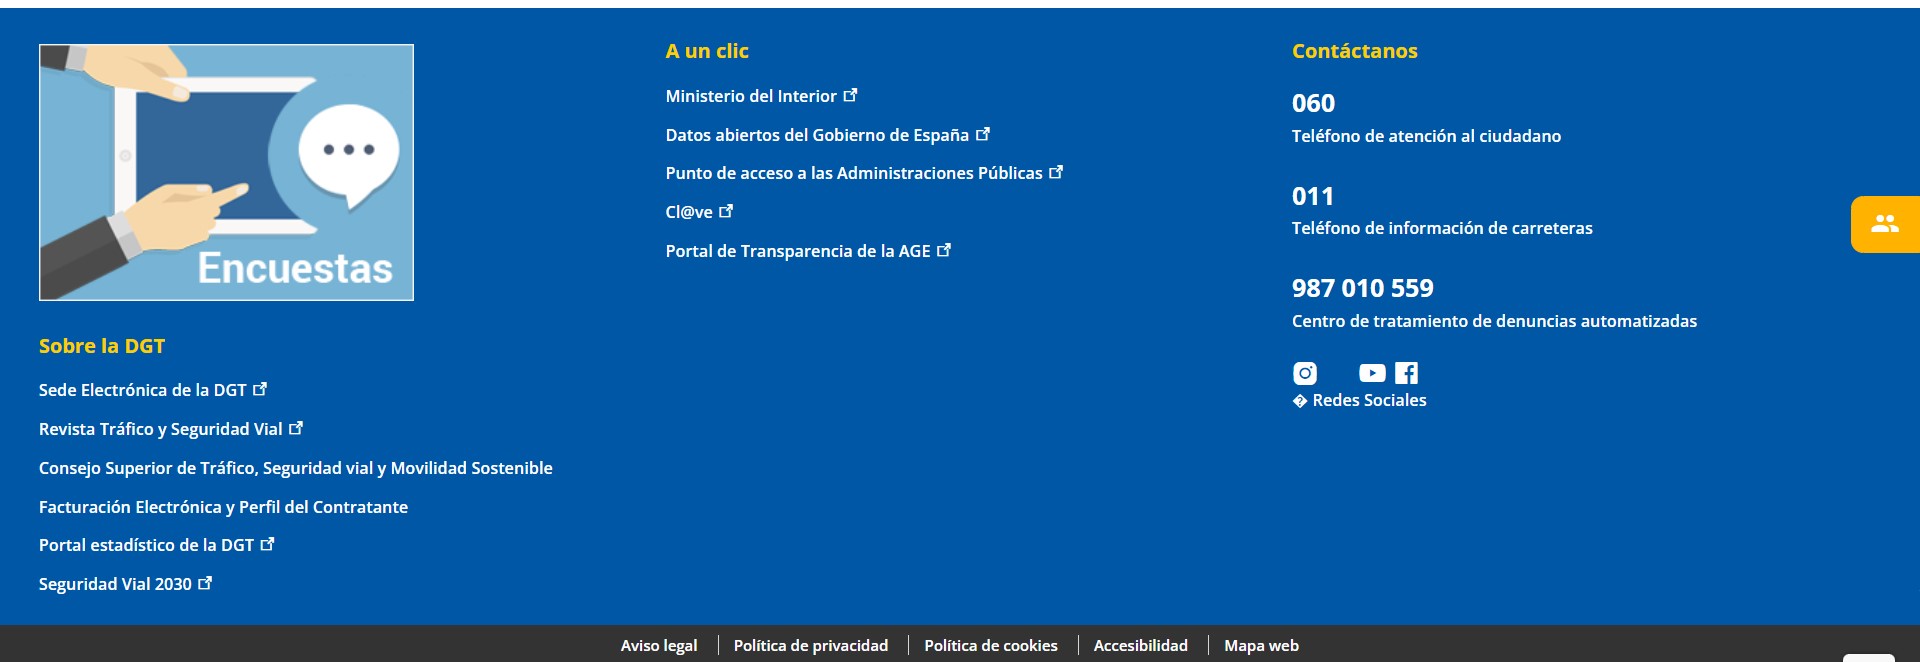 Encuestas
Sobre la DGT
Sede Electrónica de la DGT
Revista Tráfico y Seguridad Vial
Consejo Superior de Tráfico, Seguridad vial y Movilidad Sostenible
Facturación Electrónica y Perfil del Contratante
Portal estadístico de la DGT
Seguridad Vial 2030
A un clic
Ministerio del Interior
Datos abiertos del Gobierno de España
Punto de acceso a las Administraciones Públicas
Cl@ve
Portal de Transparencia de la AGE
Contáctanos
060
Teléfono de atención al ciudadano
011
Teléfono de información de carreteras
987 010 559
Centro de tratamiento de denuncias automatizadas
� Redes Sociales
Aviso legal
Política de privacidad
Política de cookies
Accesibilidad
Mapa web